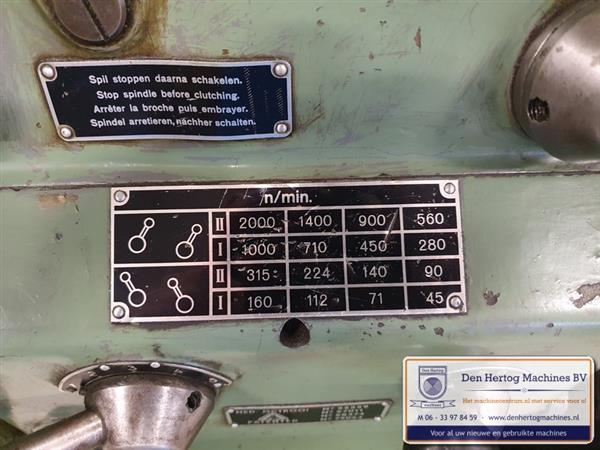 Spil stoppen daarna schakelen.
Stop spindle before clutching.
Arrêter la broche puis embrayer.
Spindel arretieren, nachher schalten.
n/min.
II 2000 1400 900 560
I 1000 710 450 280
II 315 224 140 90
I 160 112 71 45
Den Hertog Machines BV
Het machinecentrum.nl met service voor u!
M 06 - 33 97 84 59 - www.denhertogmachines.nl
Voor al uw nieuwe en gebruikte machines